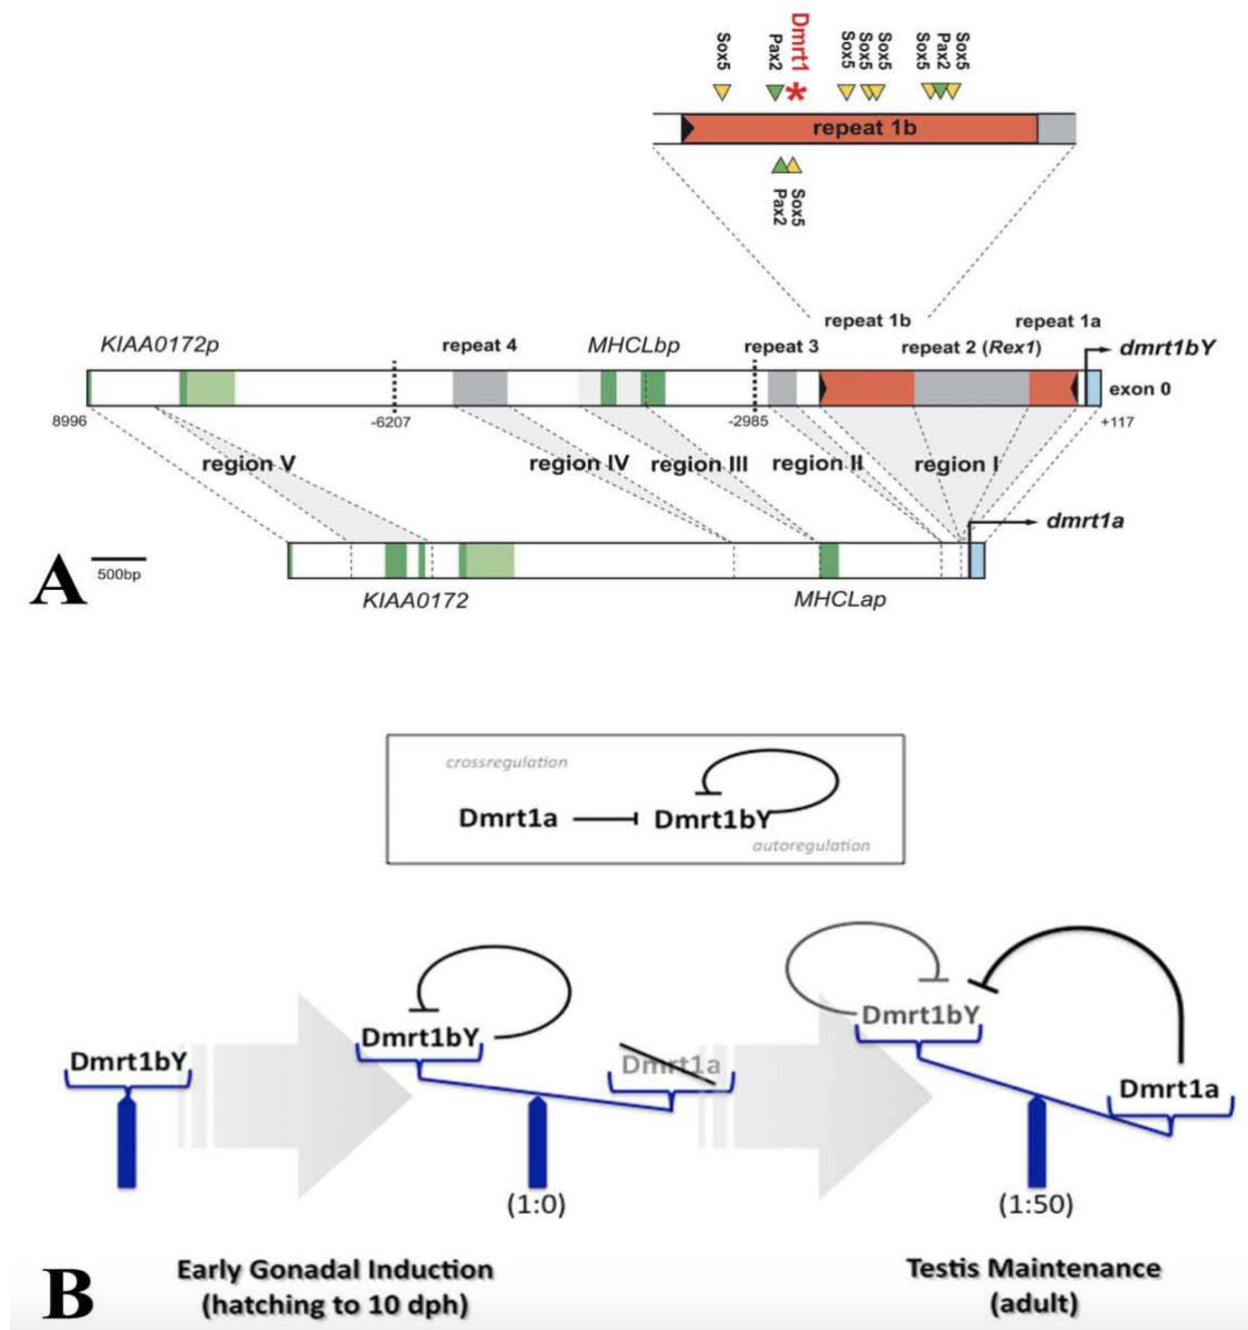 Sox5 Pax2 Dmrt1 Sox5 Sox5 Sox5 Sox5 Pax2 Sox5
*
repeat 1b
Pax2 Sox5
repeat 1b repeat 1a
KIAA0172p repeat 4 MHCLbp repeat 3 repeat 2 (Rex1) dmrt1bY
exon 0
8996 -6207 -2985 +117
region V region IV region III region II region I
dmrt1a
A 500bp
KIAA0172 MHCLap
crossregulation
Dmrt1a Dmrt1bY
autoregulation
Dmrt1bY Dmrt1bY Dmrt1a Dmrt1bY Dmrt1a
(1:0) (1:50)
B Early Gonadal Induction Testis Maintenance
(hatching to 10 dph) (adult)